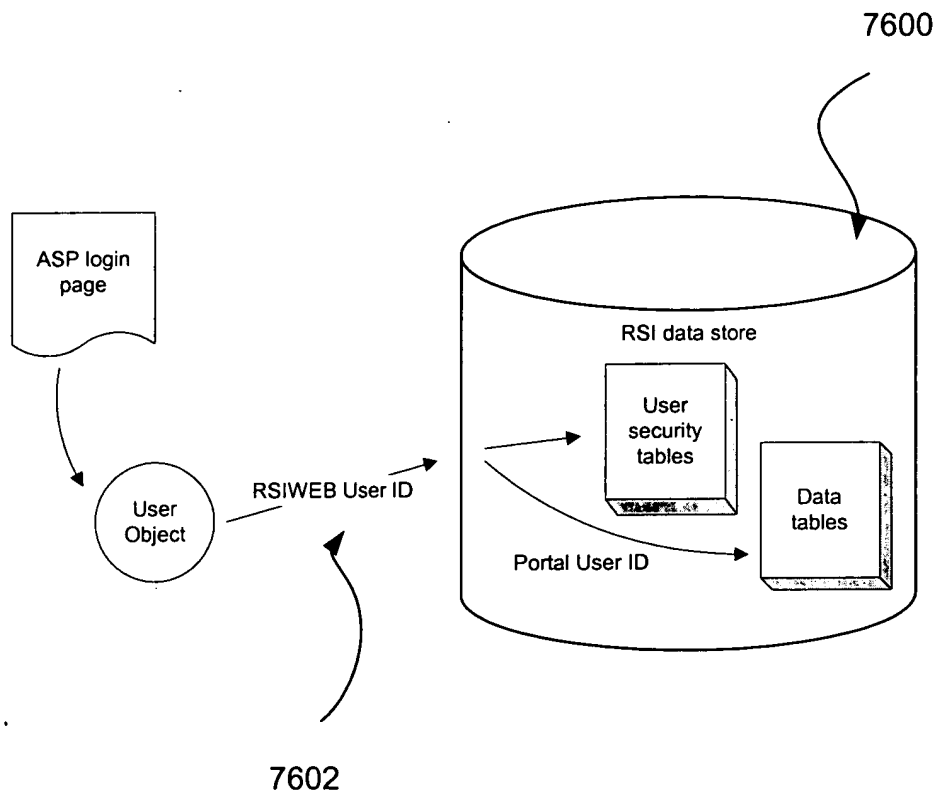 7600
ASP login
page
RSI data store
User
security
tables
Data
tables
RSIWEB User ID
User
Object
Portal User ID
7602